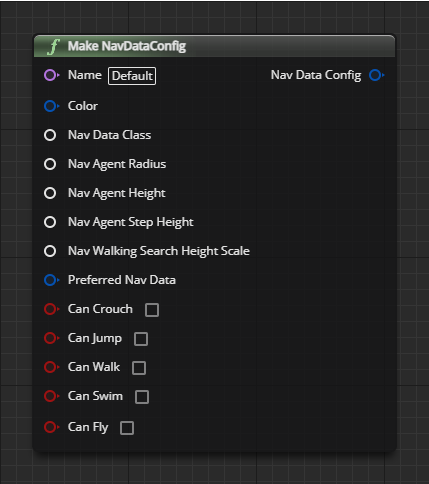 f Make NavDataConfig
Name Default Nav Data Config
Color
Nav Data Class
Nav Agent Radius
Nav Agent Height
Nav Agent Step Height
Nav Walking Search Height Scale
Preferred Nav Data
Can Crouch
Can Jump
Can Walk
Can Swim
Can Fly